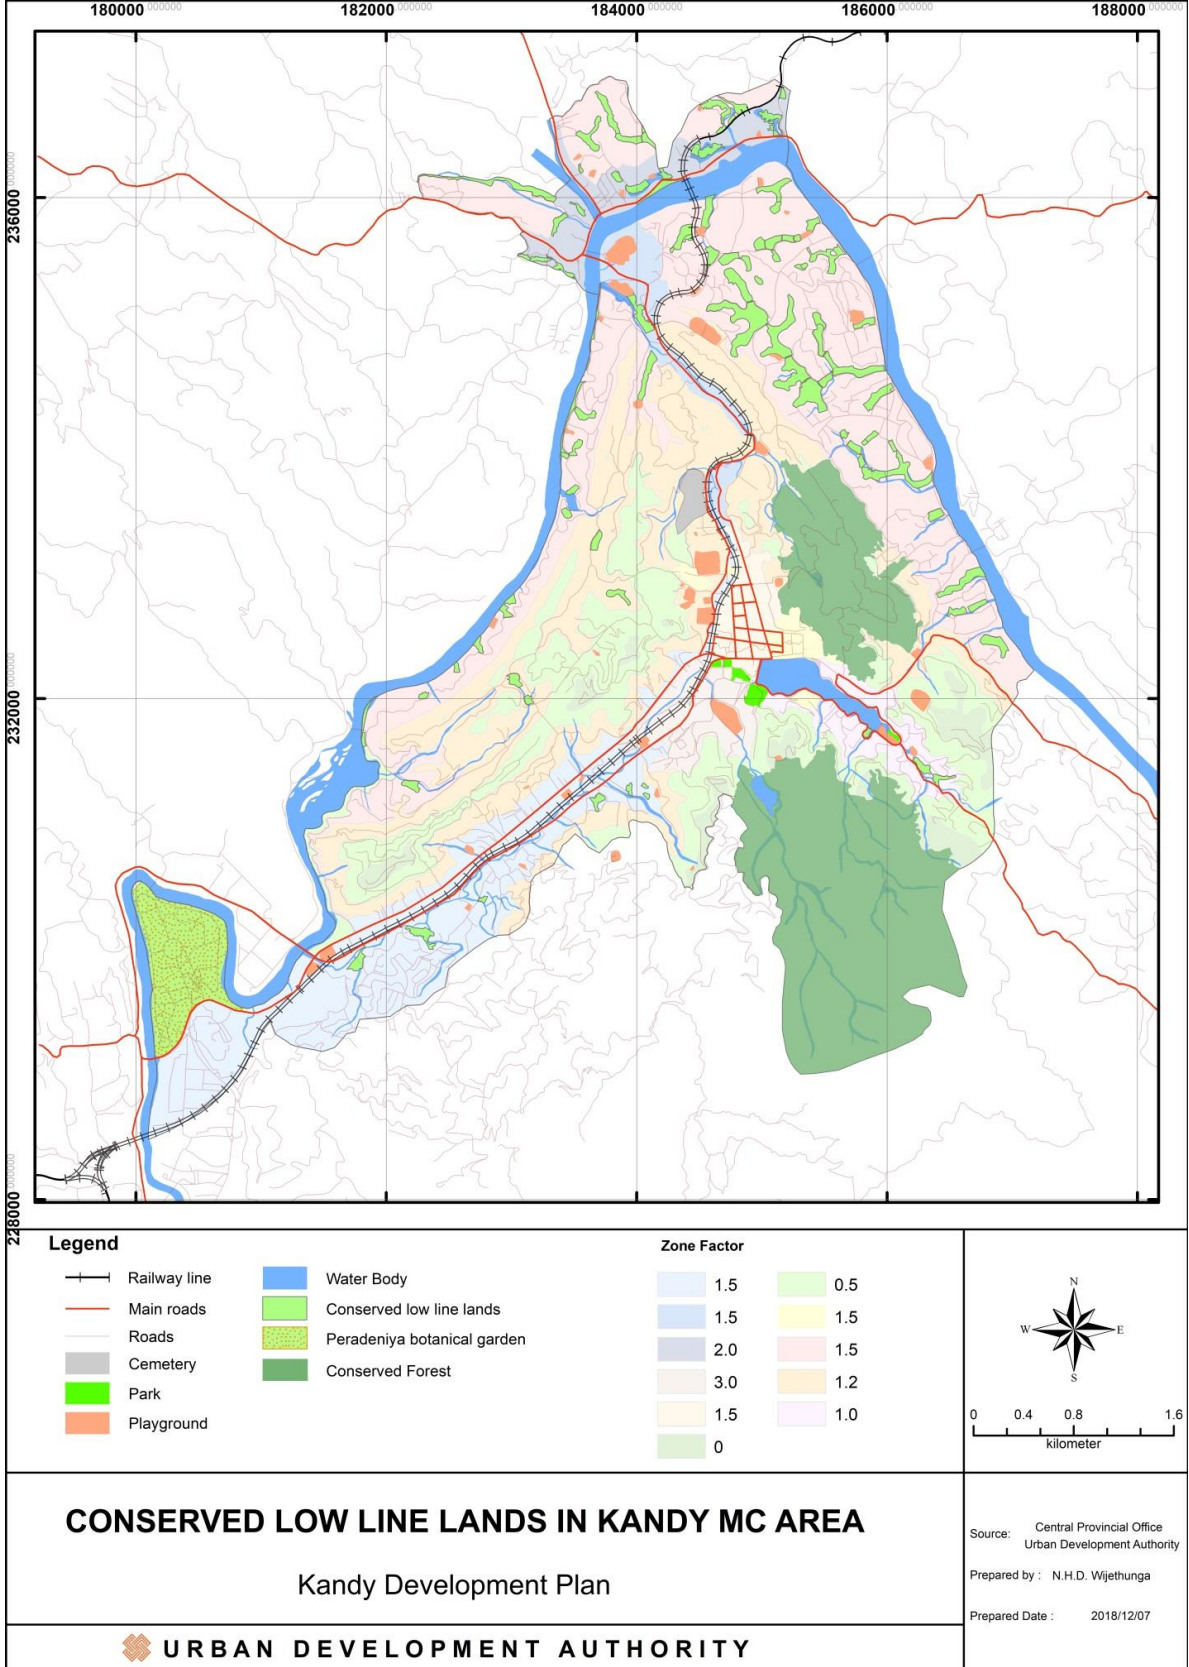 180000.000000 182000.000000 184000.000000 186000.000000 188000.000000
236000.000000
232000.000000
228000.000000
Legend
Railway line
Main roads
Roads
Cemetery
Park
Playground
Water Body
Conserved low line lands
Peradeniya botanical garden
Conserved Forest
Zone Factor
1.5
1.5
2.0
3.0
1.5
0
0.5
1.5
1.5
1.2
1.0
N
W E
S
0 0.4 0.8 1.6
kilometer
CONSERVED LOW LINE LANDS IN KANDY MC AREA
Kandy Development Plan
URBAN DEVELOPMENT AUTHORITY
Source: Central Provincial Office
Urban Development Authority
Prepared by : N.H.D. Wijethunga
Prepared Date : 2018/12/07